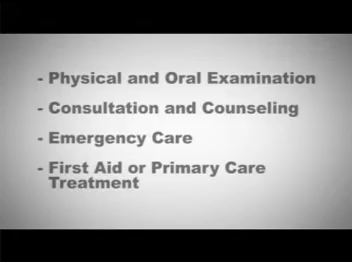 - Physical and Oral Examination
- Consultation and Counseling
- Emergency Care
- First Aid or Primary Care
Treatment